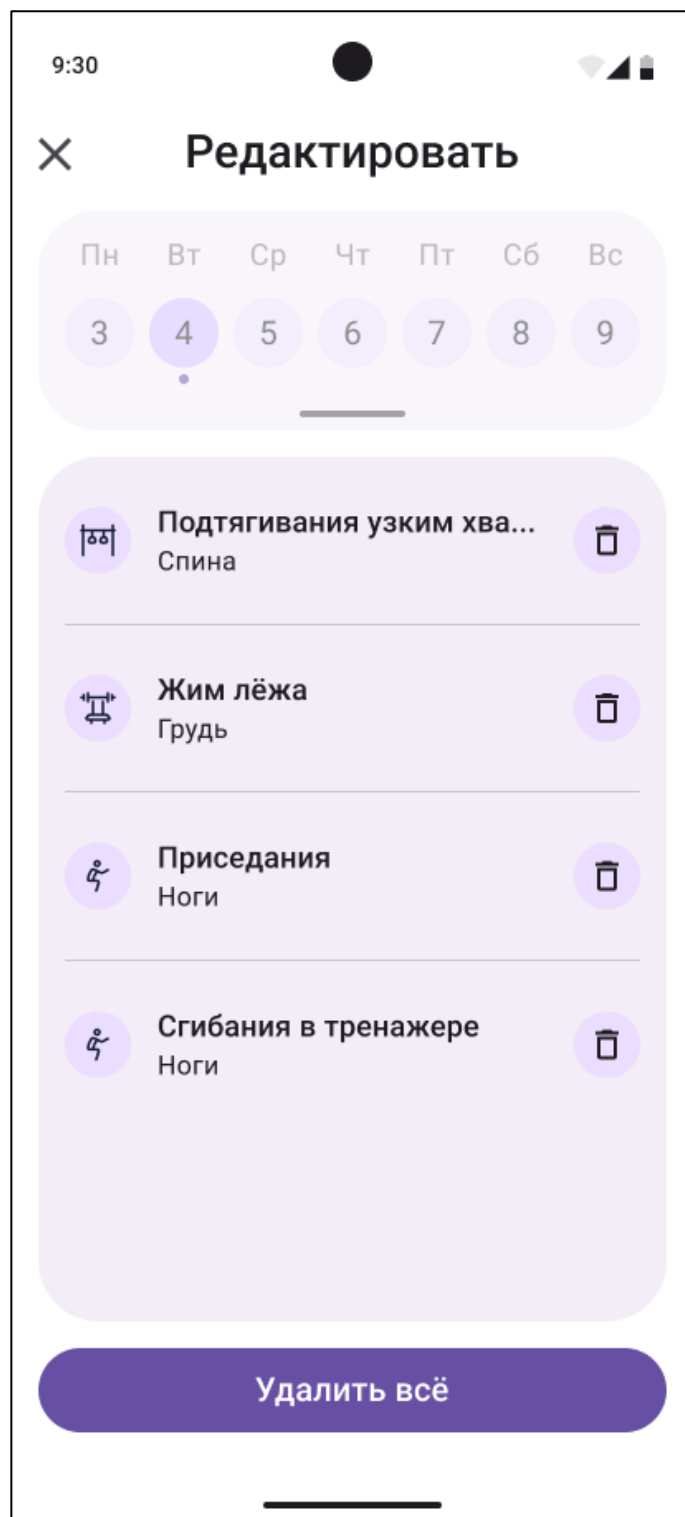 9:30
Редактировать
Пн Вт Ср Чт Пт Сб Вс
3 4 5 6 7 8 9
Подтягивания узким хва...
Спина
Жим лёжа
Грудь
Приседания
Ноги
Сгибания в тренажере
Ноги
Удалить всё